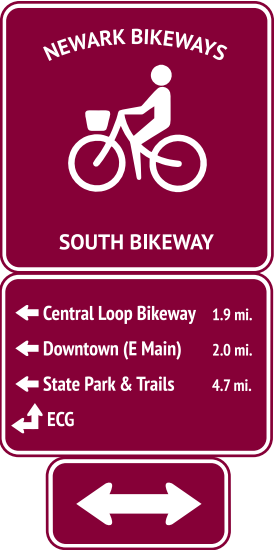 NEWARK BIKEWAYS
SOUTH BIKEWAY
Central Loop Bikeway 1.9 mi.
Downtown (E Main) 2.0 mi.
State Park & Trails 4.7 mi.
ECG